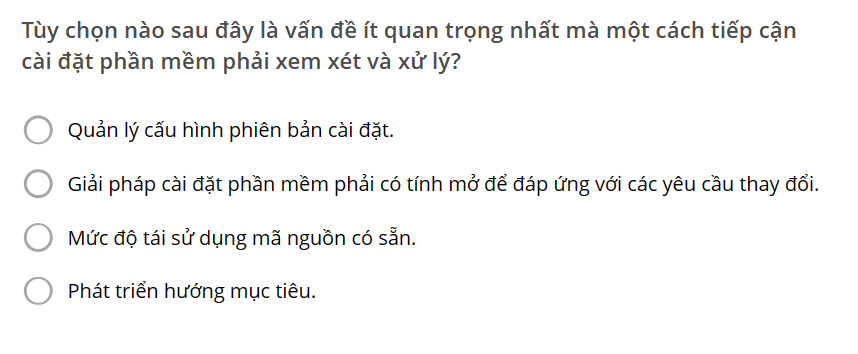 Tùy chọn nào sau đây là vấn đề ít quan trọng nhất mà một cách tiếp cận
cài đặt phần mềm phải xem xét và xử lý?
Quản lý cấu hình phiên bản cài đặt.
Giải pháp cài đặt phần mềm phải có tính mở để đáp ứng với các yêu cầu thay đổi.
Mức độ tái sử dụng mã nguồn có sẵn.
Phát triển hướng mục tiêu.